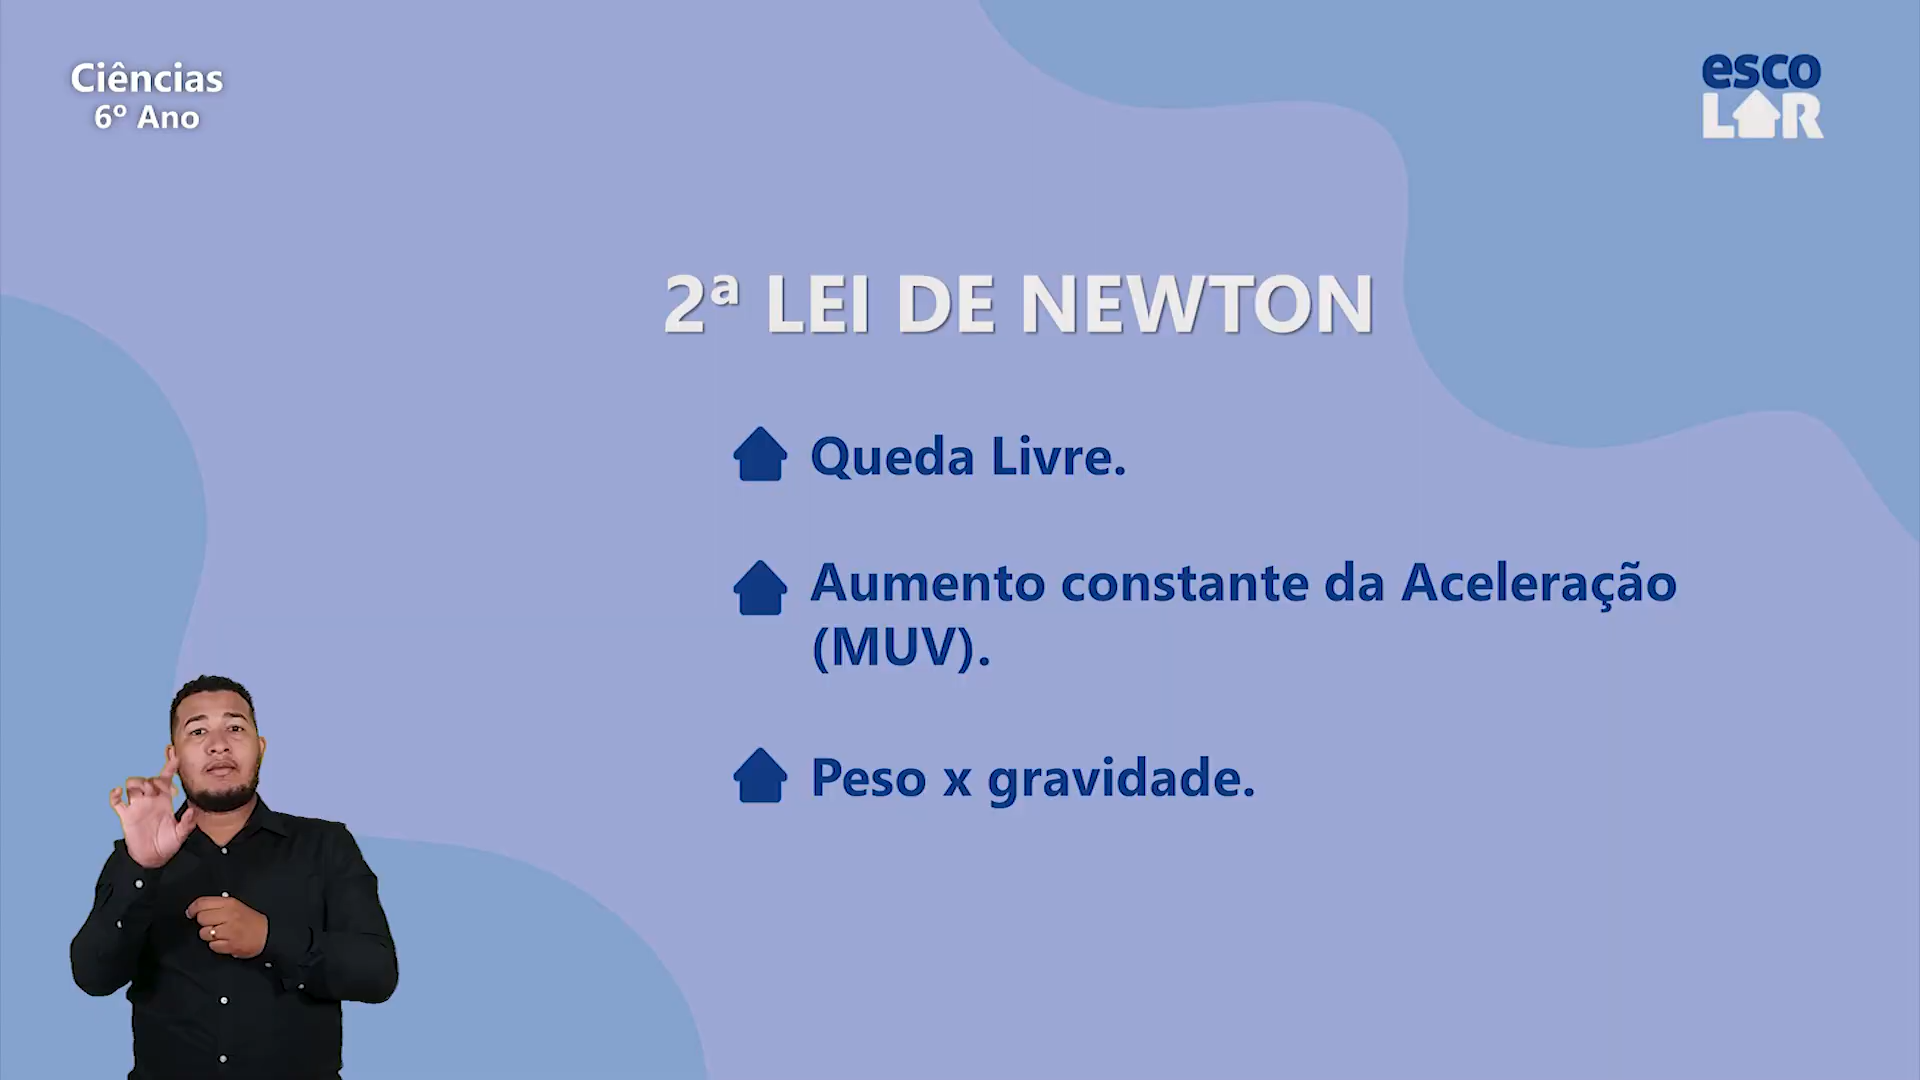 Ciências
6º Ano
esco
LAR
2ª LEI DE NEWTON
Queda Livre.
Aumento constante da Aceleração
(MUV).
Peso x gravidade.